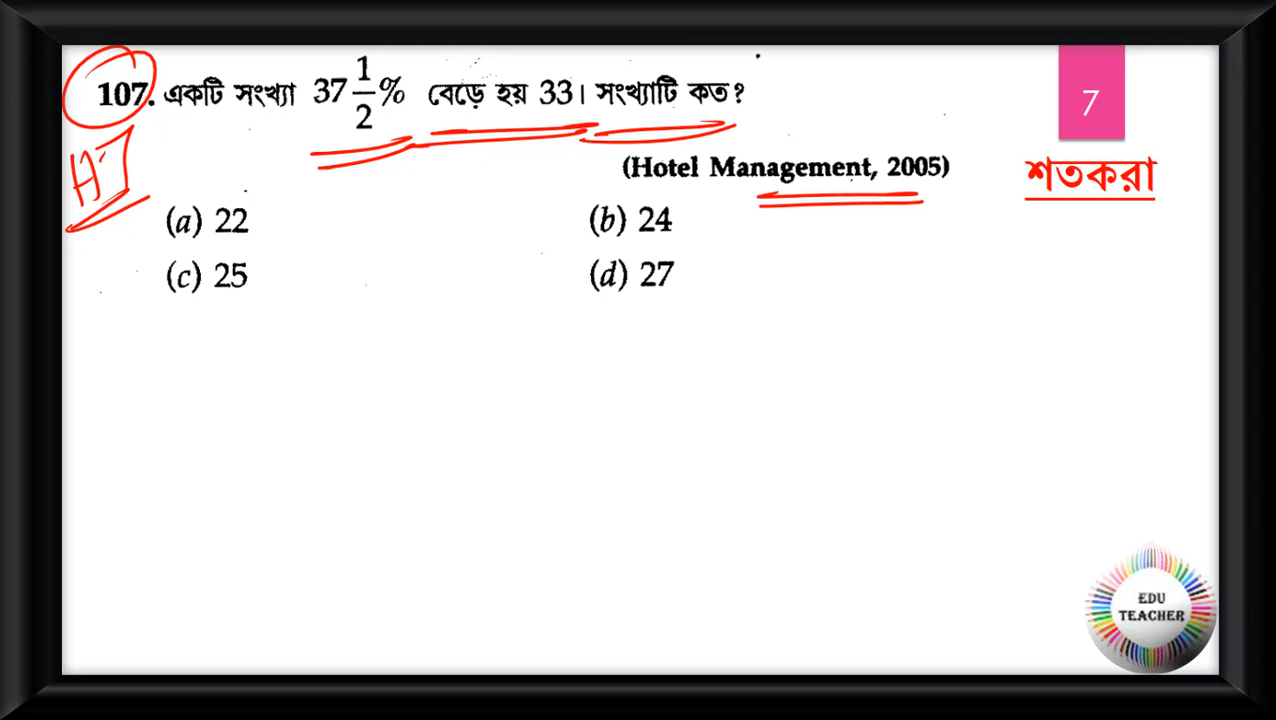 107. একটি সংখ্যা 37 1/2 % বেড়ে হয় 33। সংখ্যাটি কত?
7
(Hotel Management, 2005)
শতকরা
(a) 22
(b) 24
(c) 25
(d) 27
EDU
TEACHER